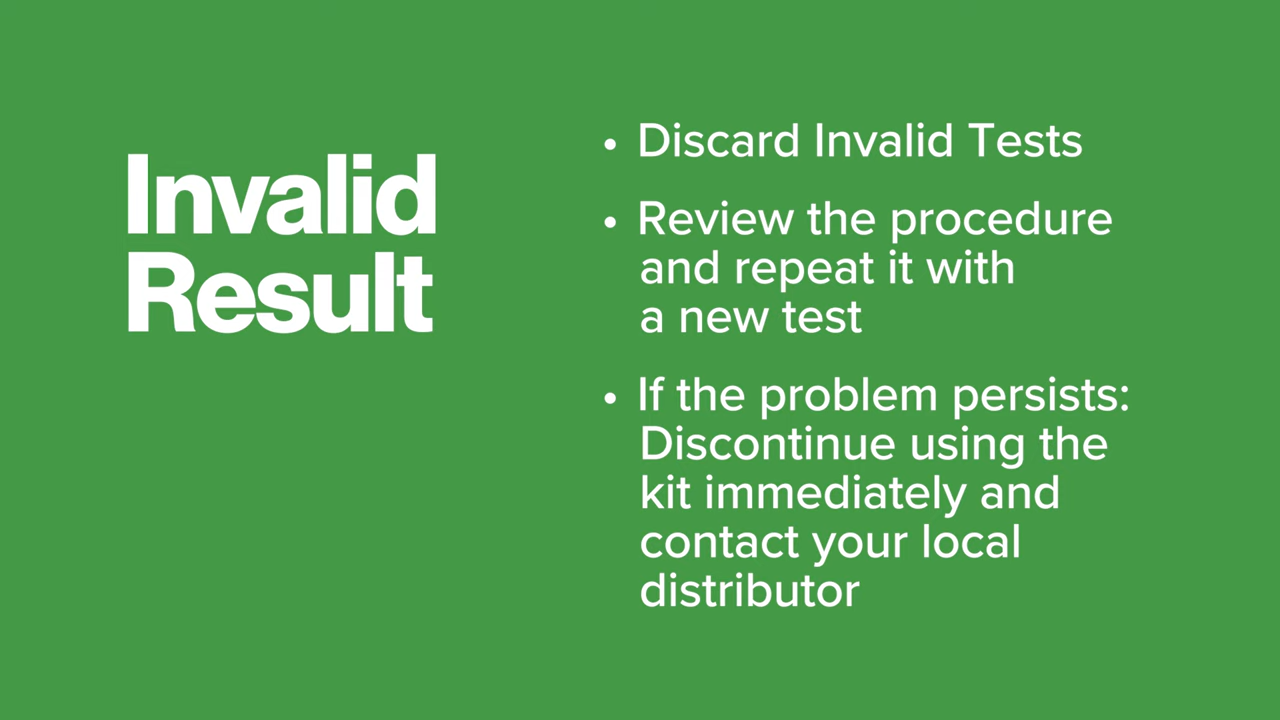 Invalid
Result
• Discard Invalid Tests
• Review the procedure
and repeat it with
a new test
• If the problem persists:
Discontinue using the
kit immediately and
contact your local
distributor